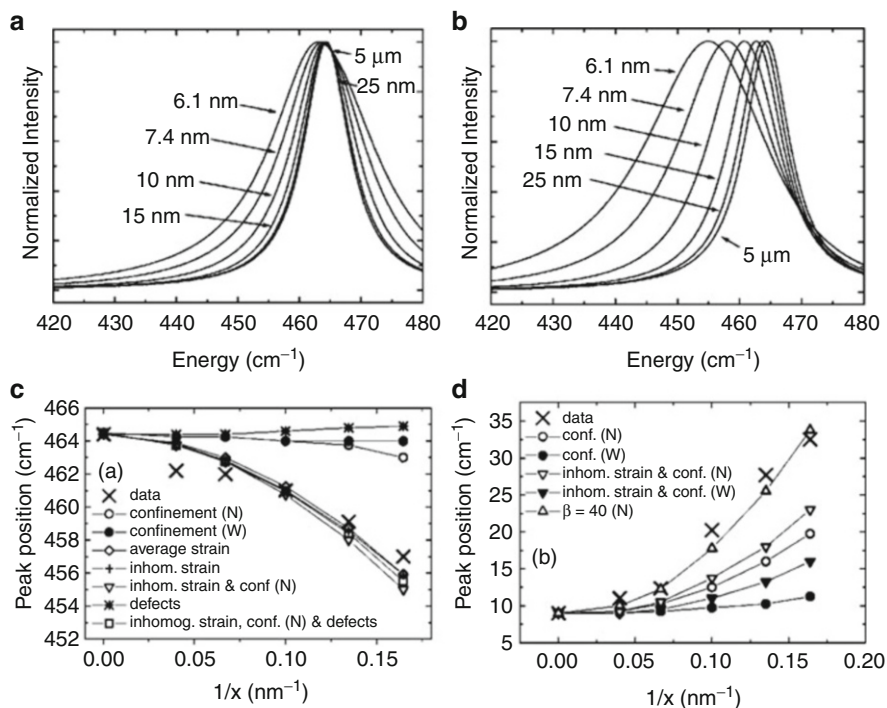 a
Normalized Intensity
6.1 nm
7.4 nm
10 nm
15 nm
5 μm
25 nm
420 430 440 450 460 470 480
Energy (cm⁻¹)
b
Normalized Intensity
6.1 nm
7.4 nm
10 nm
15 nm
25 nm
5 μm
420 430 440 450 460 470 480
Energy (cm⁻¹)
c
Peak position (cm⁻¹)
466
464
462
460
458
456
454
452
(a)
data
confinement (N)
confinement (W)
average strain
inhom. strain
inhom. strain & conf (N)
defects
inhomog. strain, conf. (N) & defects
0.00 0.05 0.10 0.15
1/x (nm⁻¹)
d
Peak position (cm⁻¹)
35
30
25
20
15
10
5
data
conf. (N)
conf. (W)
inhom. strain & conf. (N)
inhom. strain & conf. (W)
β = 40 (N)
(b)
0.00 0.05 0.10 0.15 0.20
1/x (nm⁻¹)